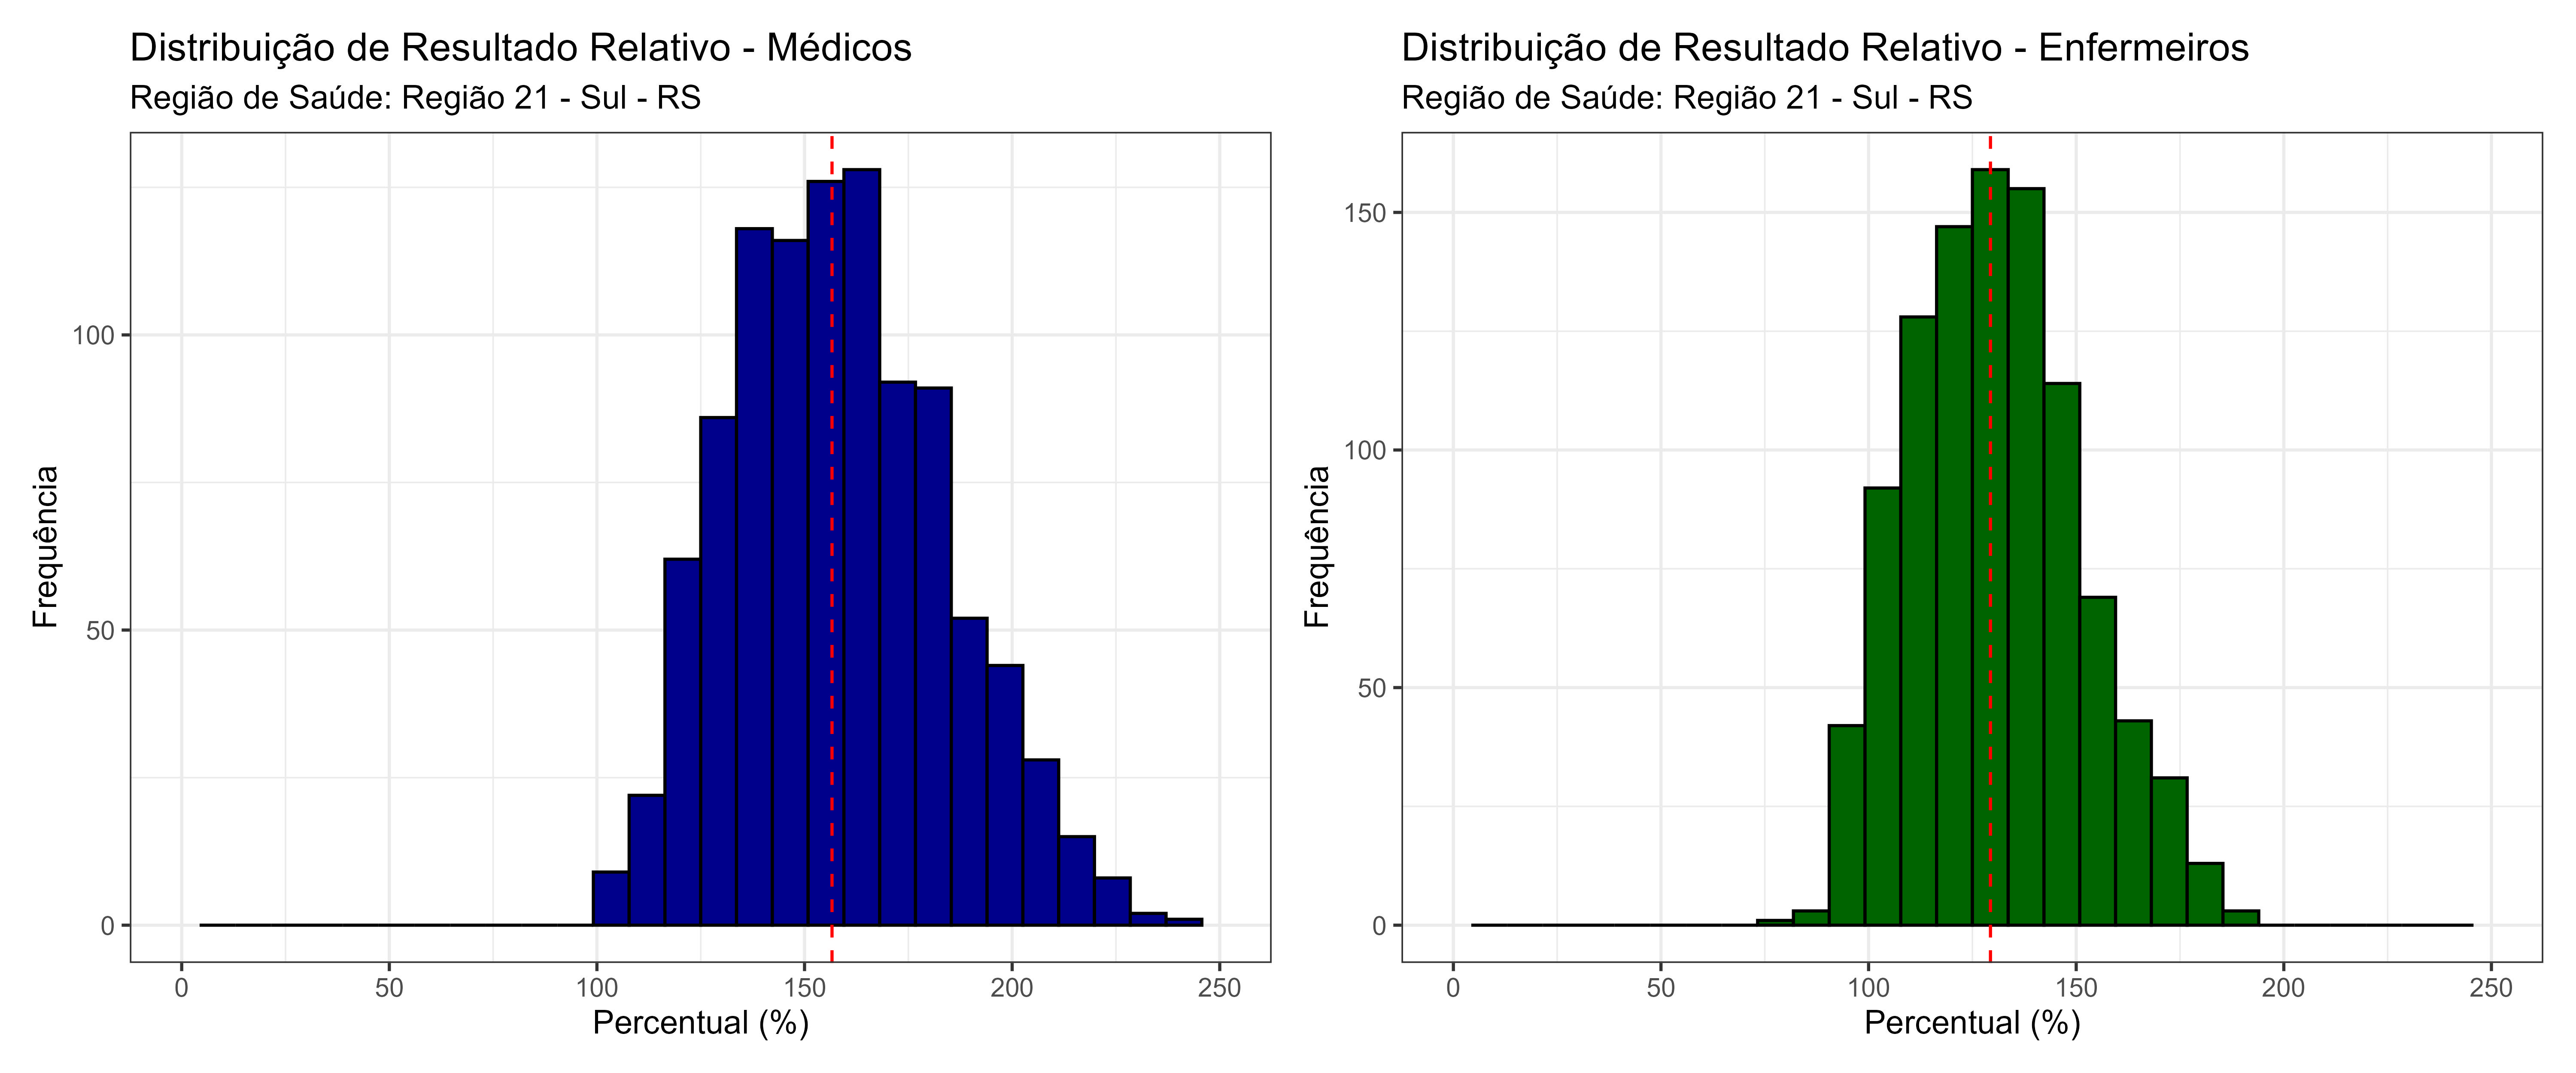 Distribuição de Resultado Relativo - Médicos
Região de Saúde: Região 21 - Sul - RS
Frequência
100
50
0
0 50 100 150 200 250
Percentual (%)
Distribuição de Resultado Relativo - Enfermeiros
Região de Saúde: Região 21 - Sul - RS
Frequência
150
100
50
0
0 50 100 150 200 250
Percentual (%)